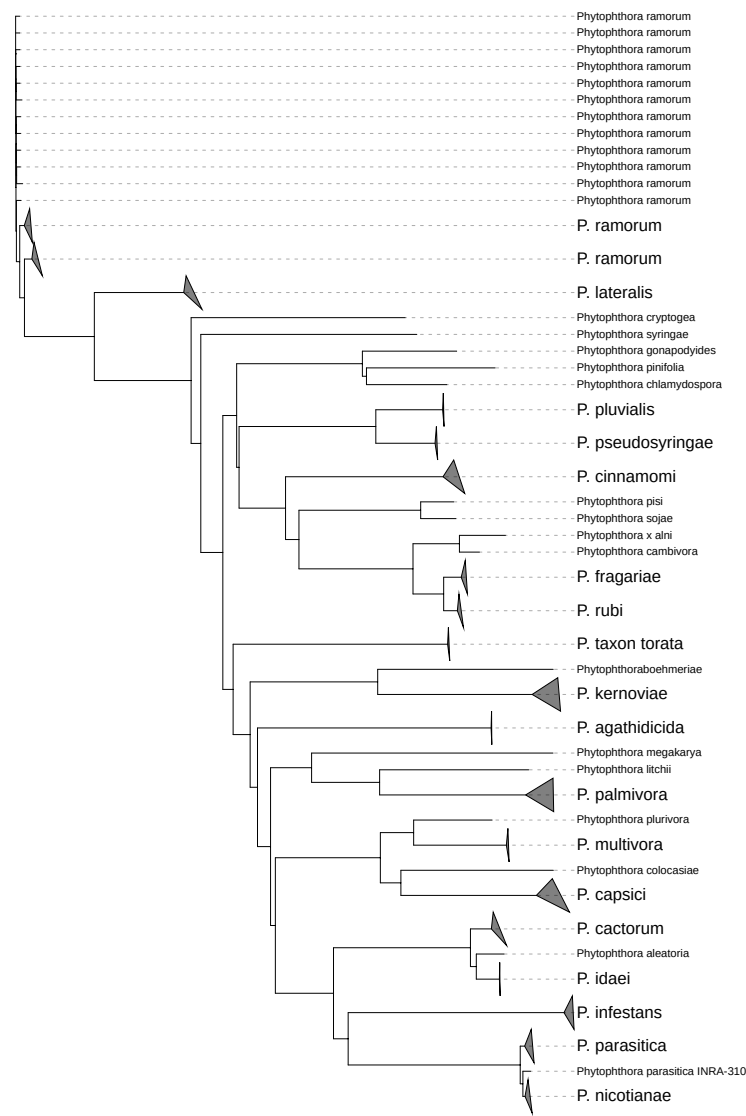 Phytophthora ramorum
Phytophthora ramorum
Phytophthora ramorum
Phytophthora ramorum
Phytophthora ramorum
Phytophthora ramorum
Phytophthora ramorum
Phytophthora ramorum
Phytophthora ramorum
Phytophthora ramorum
Phytophthora ramorum
Phytophthora ramorum
P. ramorum
P. ramorum
P. lateralis
Phytophthora cryptogea
Phytophthora syringae
Phytophthora gonapodyides
Phytophthora pinifolia
Phytophthora chlamydospora
P. pluvialis
P. pseudosyringae
P. cinnamomi
Phytophthora pisi
Phytophthora sojae
Phytophthora x alni
Phytophthora cambivora
P. fragariae
P. rubi
P. taxon torata
Phytophthoraboehmeriae
P. kernoviae
P. agathidicida
Phytophthora megakarya
Phytophthora litchii
P. palmivora
Phytophthora plurivora
P. multivora
Phytophthora colocasiae
P. capsici
P. cactorum
Phytophthora aleatoria
P. idaei
P. infestans
P. parasitica
Phytophthora parasitica INRA-310
P. nicotianae